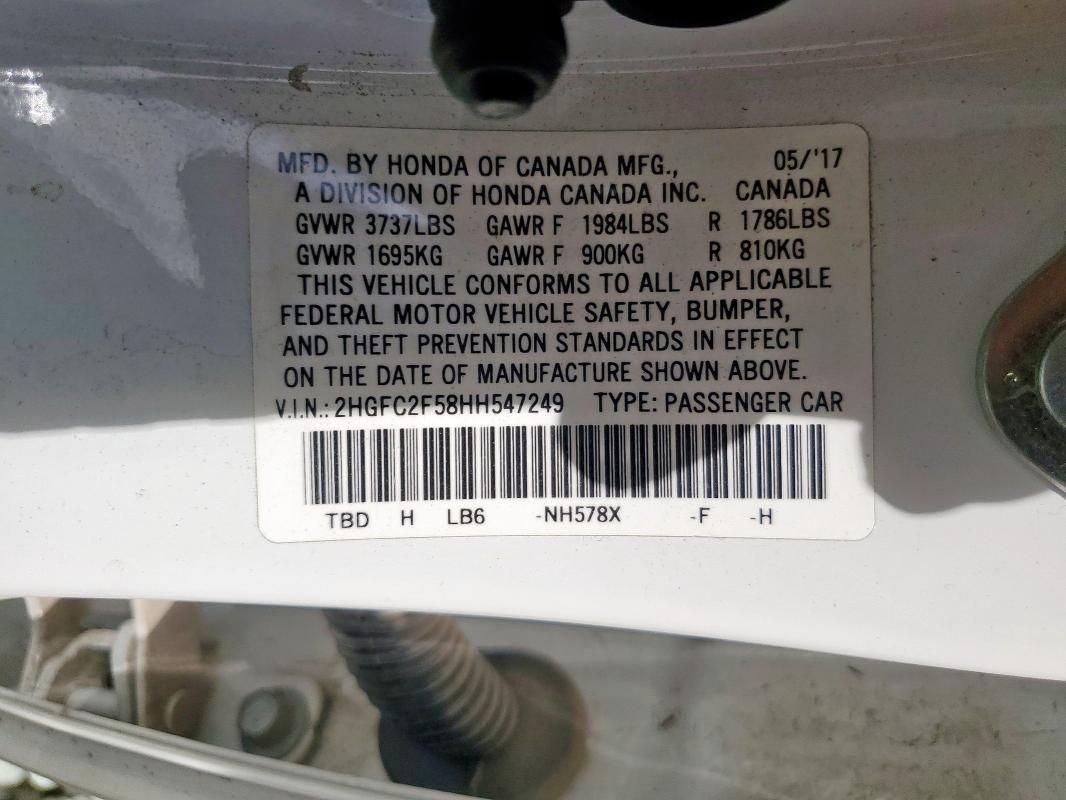 MFD. BY HONDA OF CANADA MFG., 05/'17
A DIVISION OF HONDA CANADA INC. CANADA
GVWR 3737LBS GAWR F 1984LBS R 1786LBS
GVWR 1695KG GAWR F 900KG R 810KG
THIS VEHICLE CONFORMS TO ALL APPLICABLE
FEDERAL MOTOR VEHICLE SAFETY, BUMPER,
AND THEFT PREVENTION STANDARDS IN EFFECT
ON THE DATE OF MANUFACTURE SHOWN ABOVE.
V.I.N.: 2HGFC2F58HH547249 TYPE: PASSENGER CAR
TBD H LB6 -NH578X -F -H